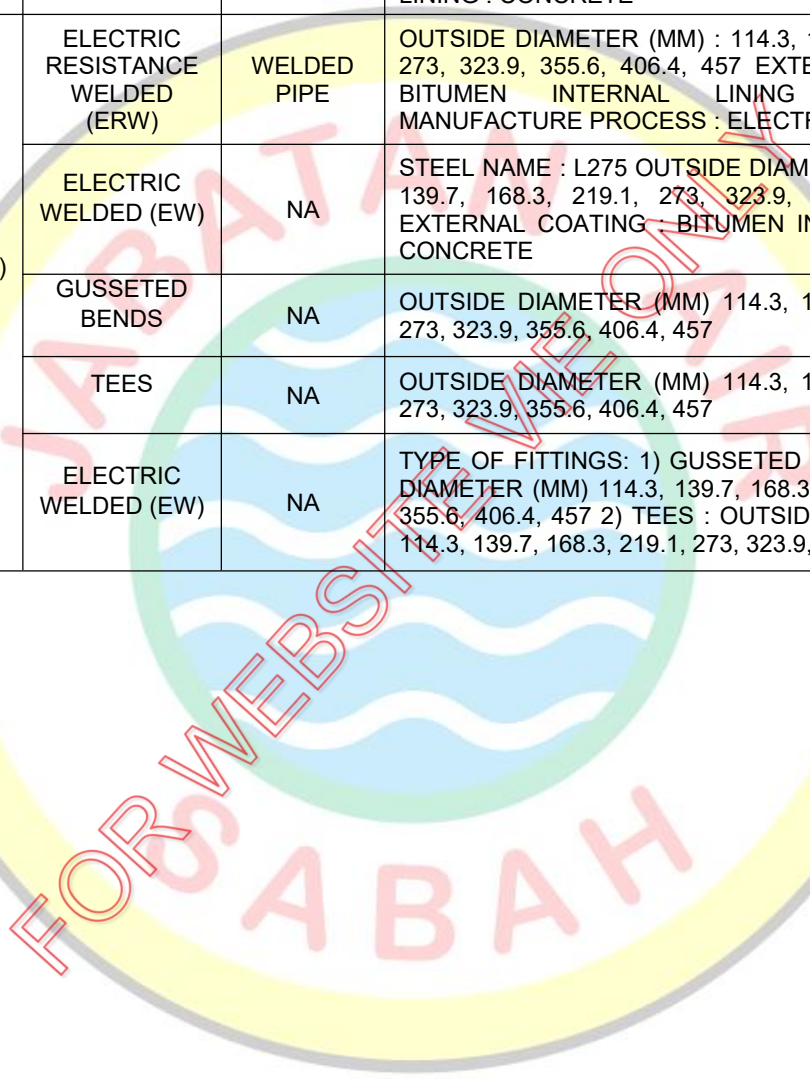 LINING : CONCRETE
ELECTRIC
RESISTANCE
WELDED
(ERW)
WELDED
PIPE
OUTSIDE DIAMETER (MM) : 114.3,
273, 323.9, 355.6, 406.4, 457 EXTE
BITUMEN INTERNAL LINING
MANUFACTURE PROCESS : ELECTR
ELECTRIC
WELDED (EW)
NA
STEEL NAME : L275 OUTSIDE DIAM
139.7, 168.3, 219.1, 273, 323.9,
EXTERNAL COATING : BITUMEN IN
CONCRETE
)
GUSSETED
BENDS
NA
OUTSIDE DIAMETER (MM) 114.3, 1
273, 323.9, 355.6, 406.4, 457
TEES
NA
OUTSIDE DIAMETER (MM) 114.3, 1
273, 323.9, 355.6, 406.4, 457
ELECTRIC
WELDED (EW)
NA
TYPE OF FITTINGS: 1) GUSSETED
DIAMETER (MM) 114.3, 139.7, 168.3
355.6, 406.4, 457 2) TEES : OUTSID
114.3, 139.7, 168.3, 219.1, 273, 323.9,
JABATAN AIR
SABAH
FOR WEBSITE VIE ONLY